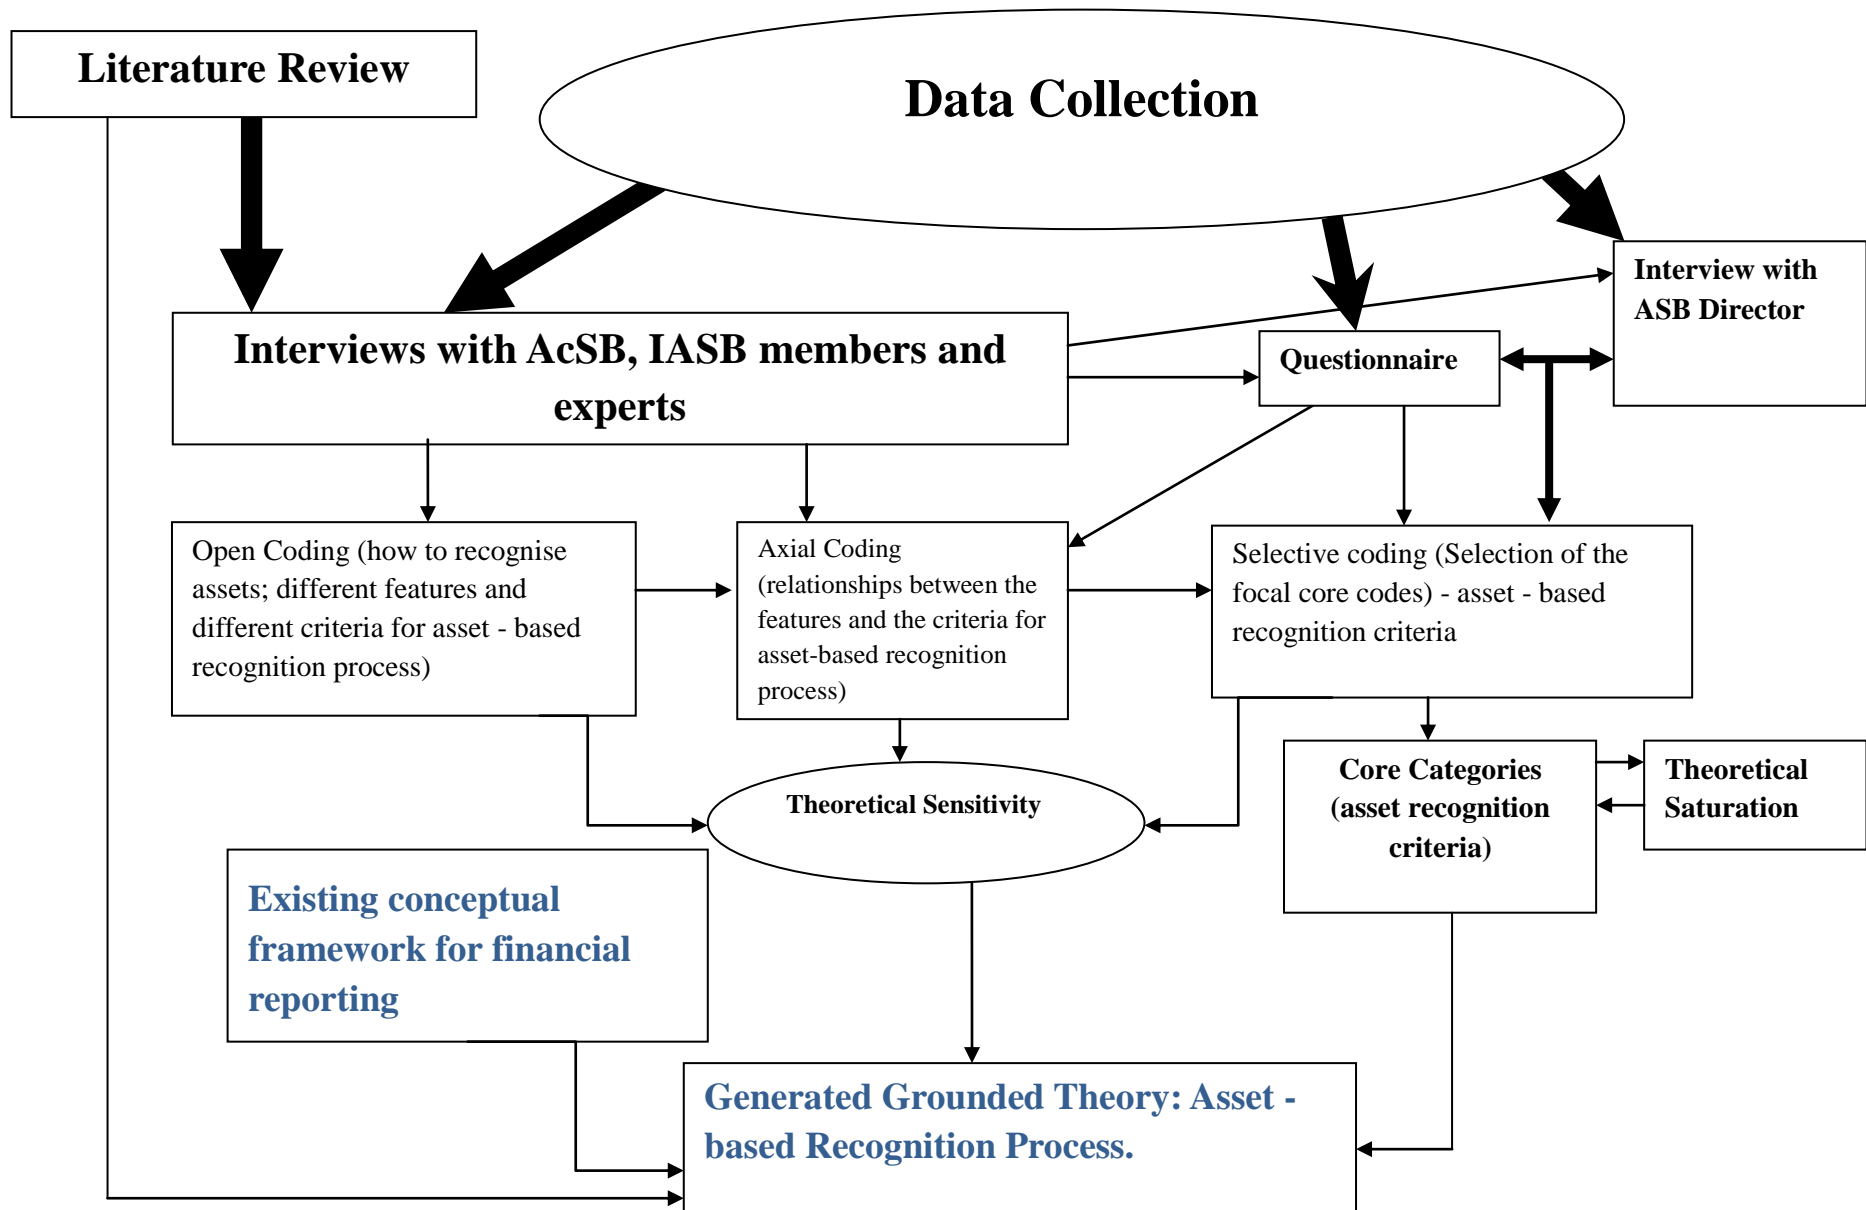 Literature Review
Data Collection
Interview with
ASB Director
Interviews with AcSB, IASB members and
experts
Questionnaire
Open Coding (how to recognise
assets; different features and
different criteria for asset - based
recognition process)
Axial Coding
(relationships between the
features and the criteria for
asset-based recognition
process)
Selective coding (Selection of the
focal core codes) - asset - based
recognition criteria
Theoretical Sensitivity
Core Categories
(asset recognition
criteria)
Theoretical
Saturation
Existing conceptual
framework for financial
reporting
Generated Grounded Theory: Asset -
based Recognition Process.